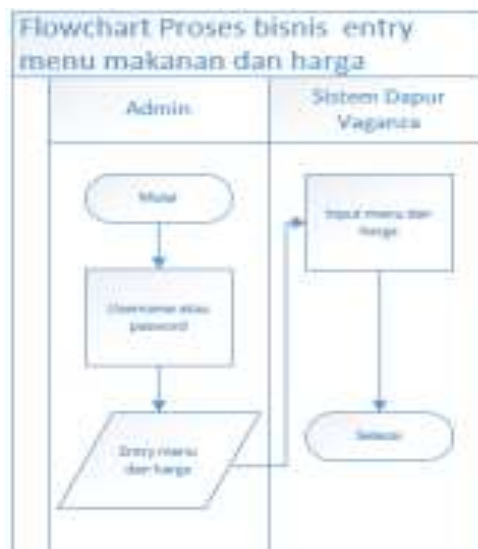 Flowchart Proses bisnis entry
menu makanan dan harga
Admin
Sistem Dapur
Vaganza
Mulai
Input menu dan
harga
Username atau
password
Entry menu
dan harga
Selesai